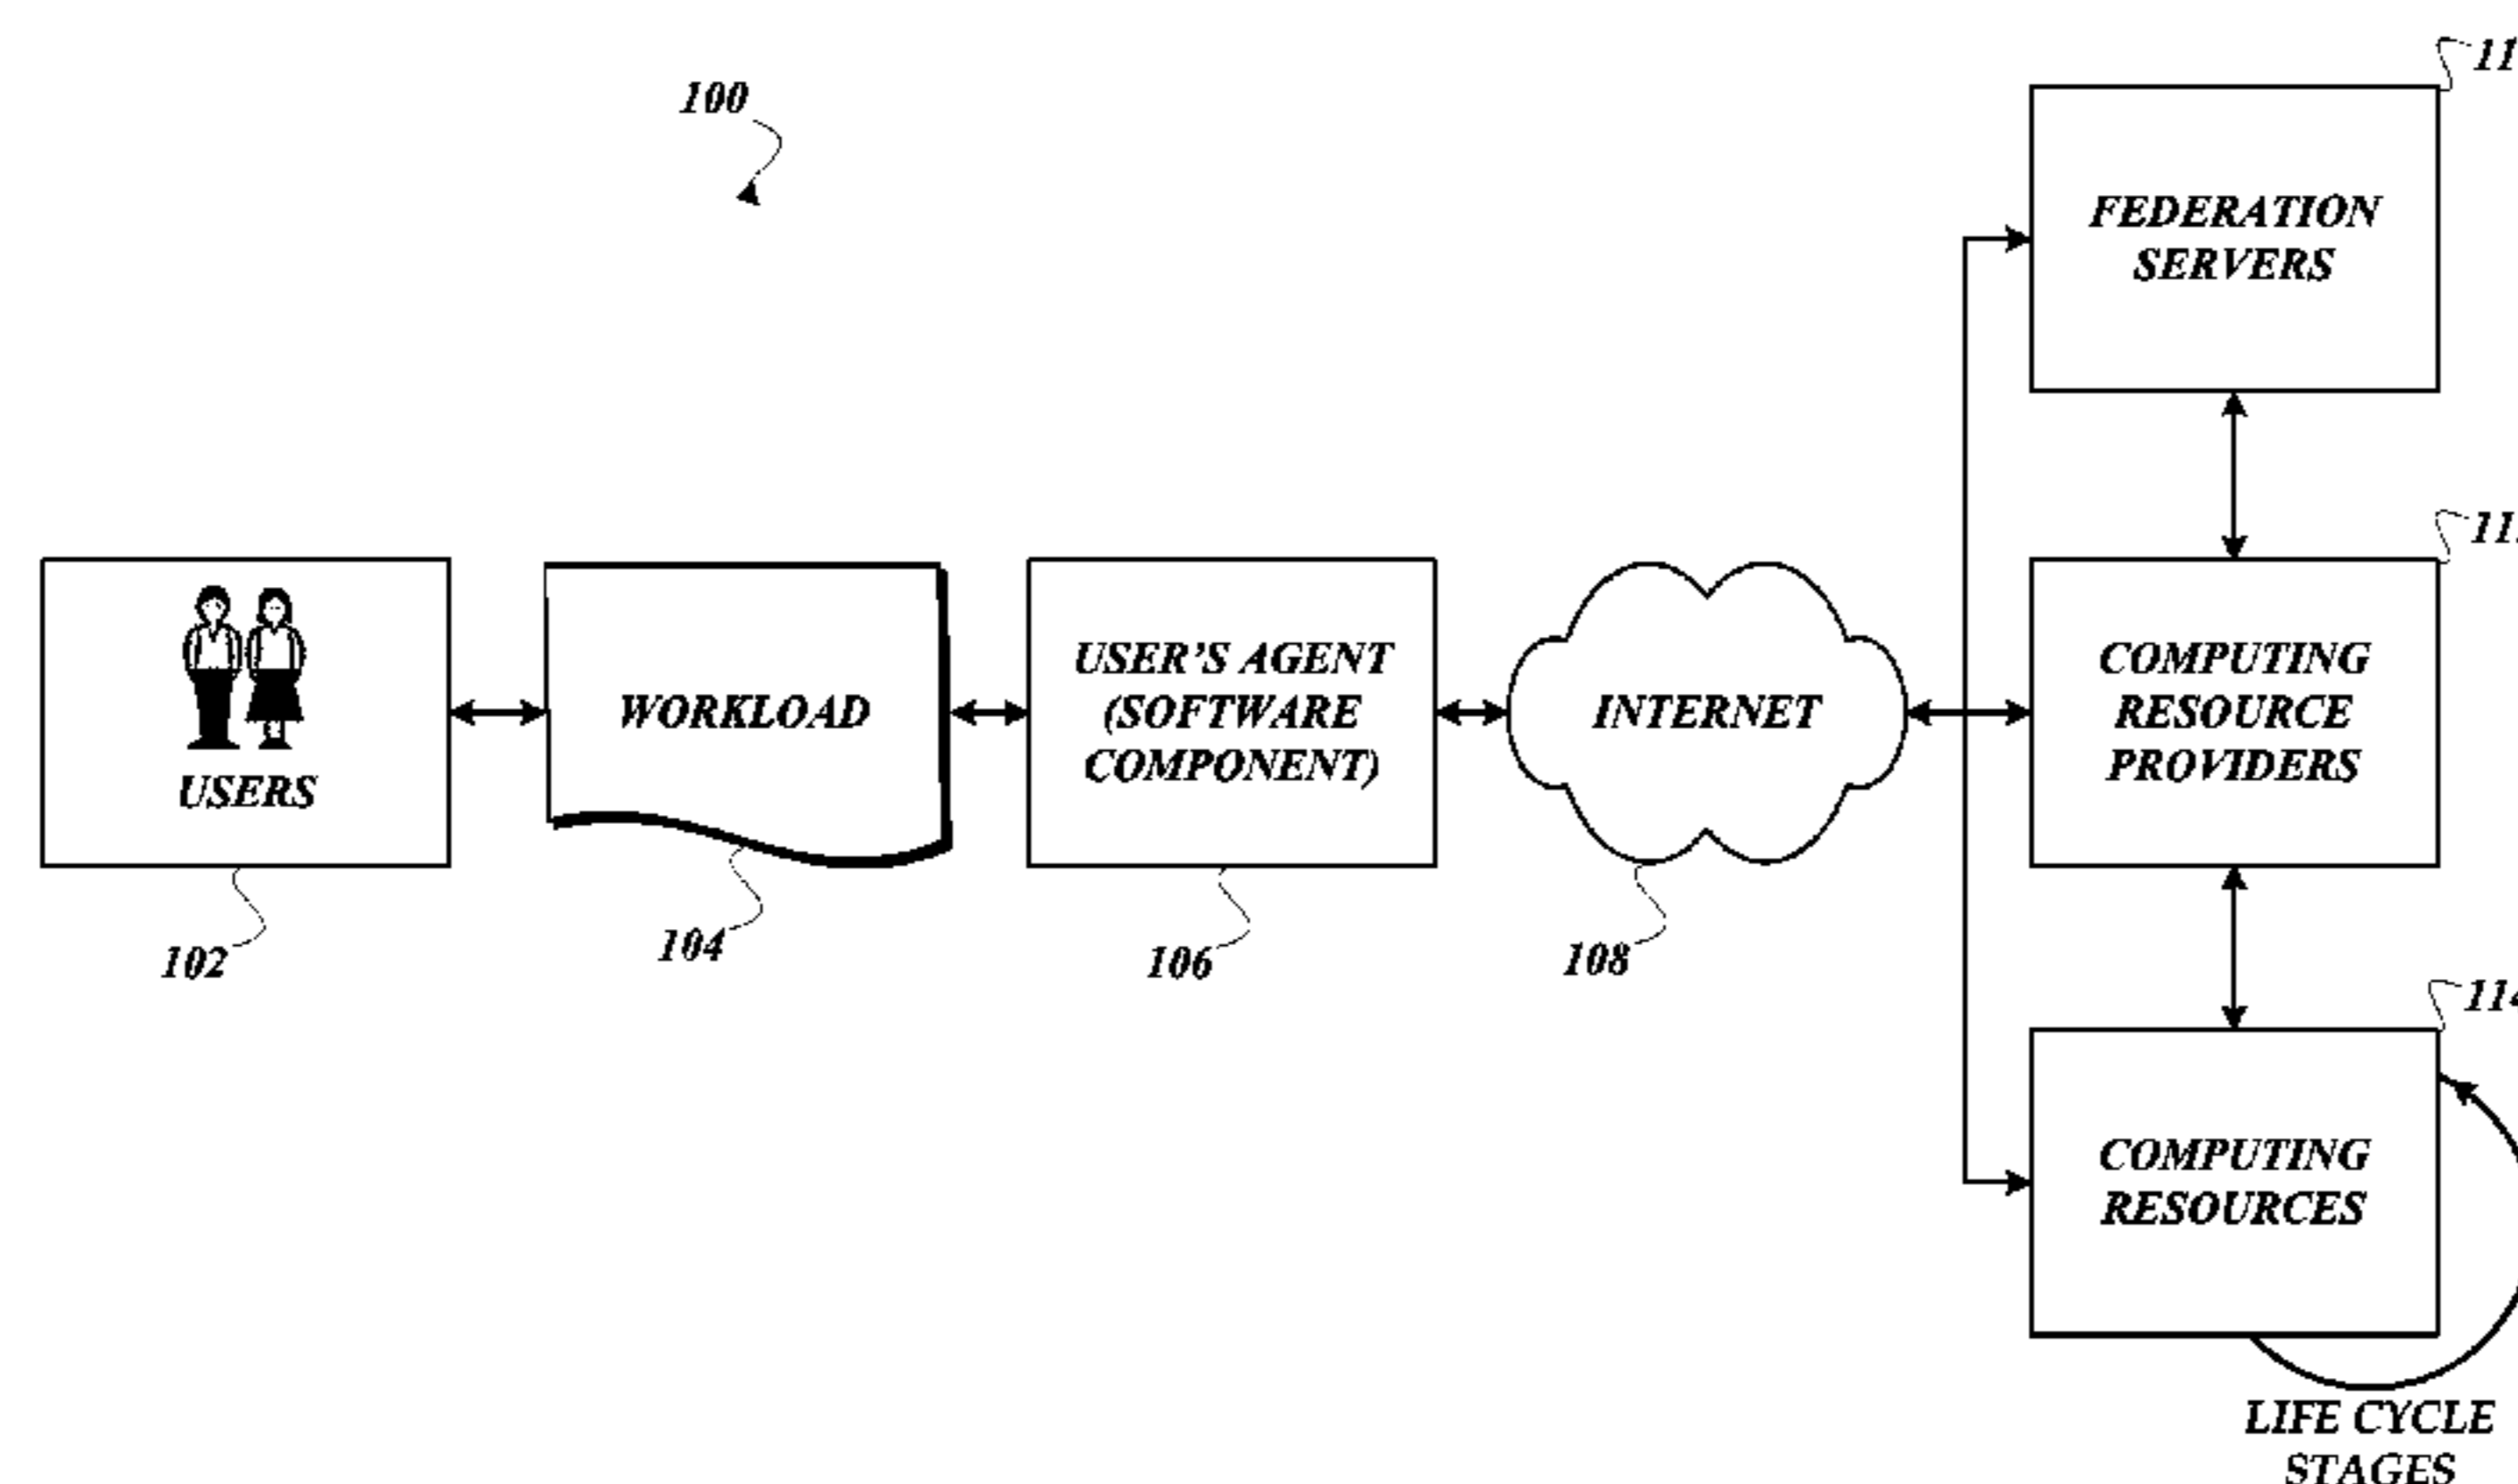 100
FEDERATION
SERVERS
USERS
WORKLOAD
USER'S AGENT
(SOFTWARE
COMPONENT)
INTERNET
COMPUTING
RESOURCE
PROVIDERS
102
104
106
108
COMPUTING
RESOURCES
LIFE CYCLE
STAGES